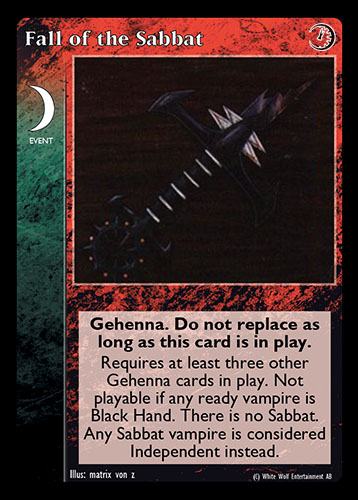 Fall of the Sabbat
EVENT
Gehenna. Do not replace as
long as this card is in play.
Requires at least three other
Gehenna cards in play. Not
playable if any ready vampire is
Black Hand. There is no Sabbat.
Any Sabbat vampire is considered
Independent instead.
Illus: matrix von z
(C) White Wolf Entertainment AB